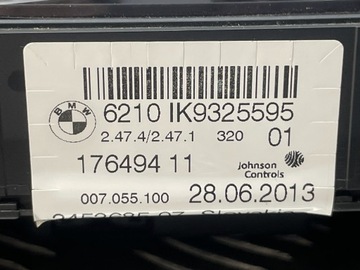 BMW
6210 IK9325595
2.47.4/2.47.1 320 01
176494 11
Johnson Controls
007.055.100 28.06.2013
Slovakia